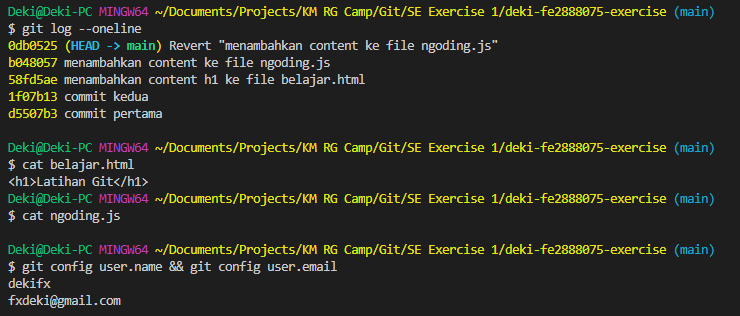 Deki@Deki-PC MINGW64 ~/Documents/Projects/KM RG Camp/Git/SE Exercise 1/deki-fe2888075-exercise (main)
$ git log --oneline
0db0525 (HEAD -> main) Revert "menambahkan content ke file ngoding.js"
b048057 menambahkan content ke file ngoding.js
58fd5ae menambahkan content h1 ke file belajar.html
1f07b13 commit kedua
d5507b3 commit pertama
Deki@Deki-PC MINGW64 ~/Documents/Projects/KM RG Camp/Git/SE Exercise 1/deki-fe2888075-exercise (main)
$ cat belajar.html
<h1>Latihan Git</h1>
Deki@Deki-PC MINGW64 ~/Documents/Projects/KM RG Camp/Git/SE Exercise 1/deki-fe2888075-exercise (main)
$ cat ngoding.js
Deki@Deki-PC MINGW64 ~/Documents/Projects/KM RG Camp/Git/SE Exercise 1/deki-fe2888075-exercise (main)
$ git config user.name && git config user.email
dekifx
fxdeki@gmail.com